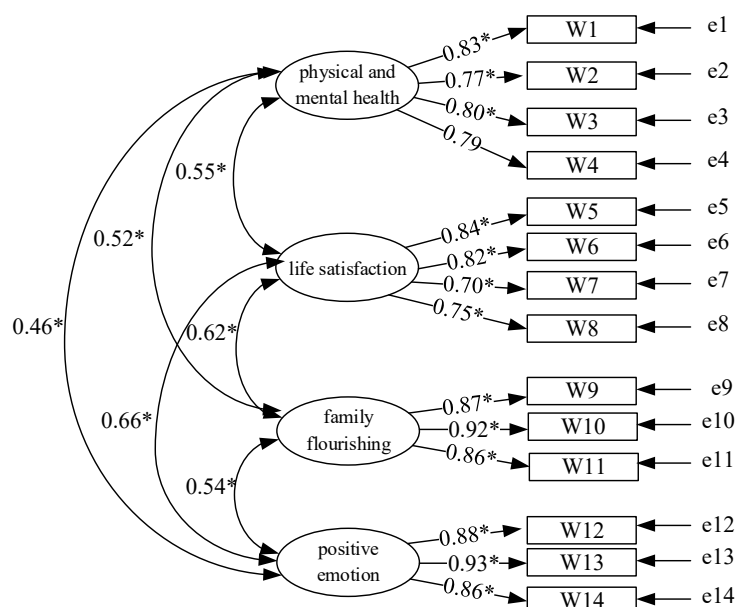 0.83*
W1
e1
physical and
mental health
0.77*
W2
e2
0.80*
W3
e3
0.79
W4
e4
0.55*
0.52*
0.84*
W5
e5
life satisfaction
0.82*
W6
e6
0.70*
W7
e7
0.75*
W8
e8
0.46*
0.62*
0.66*
0.87*
W9
e9
family
flourishing
0.92*
W10
e10
0.86*
W11
e11
0.54*
0.88*
W12
e12
positive
emotion
0.93*
W13
e13
0.86*
W14
e14